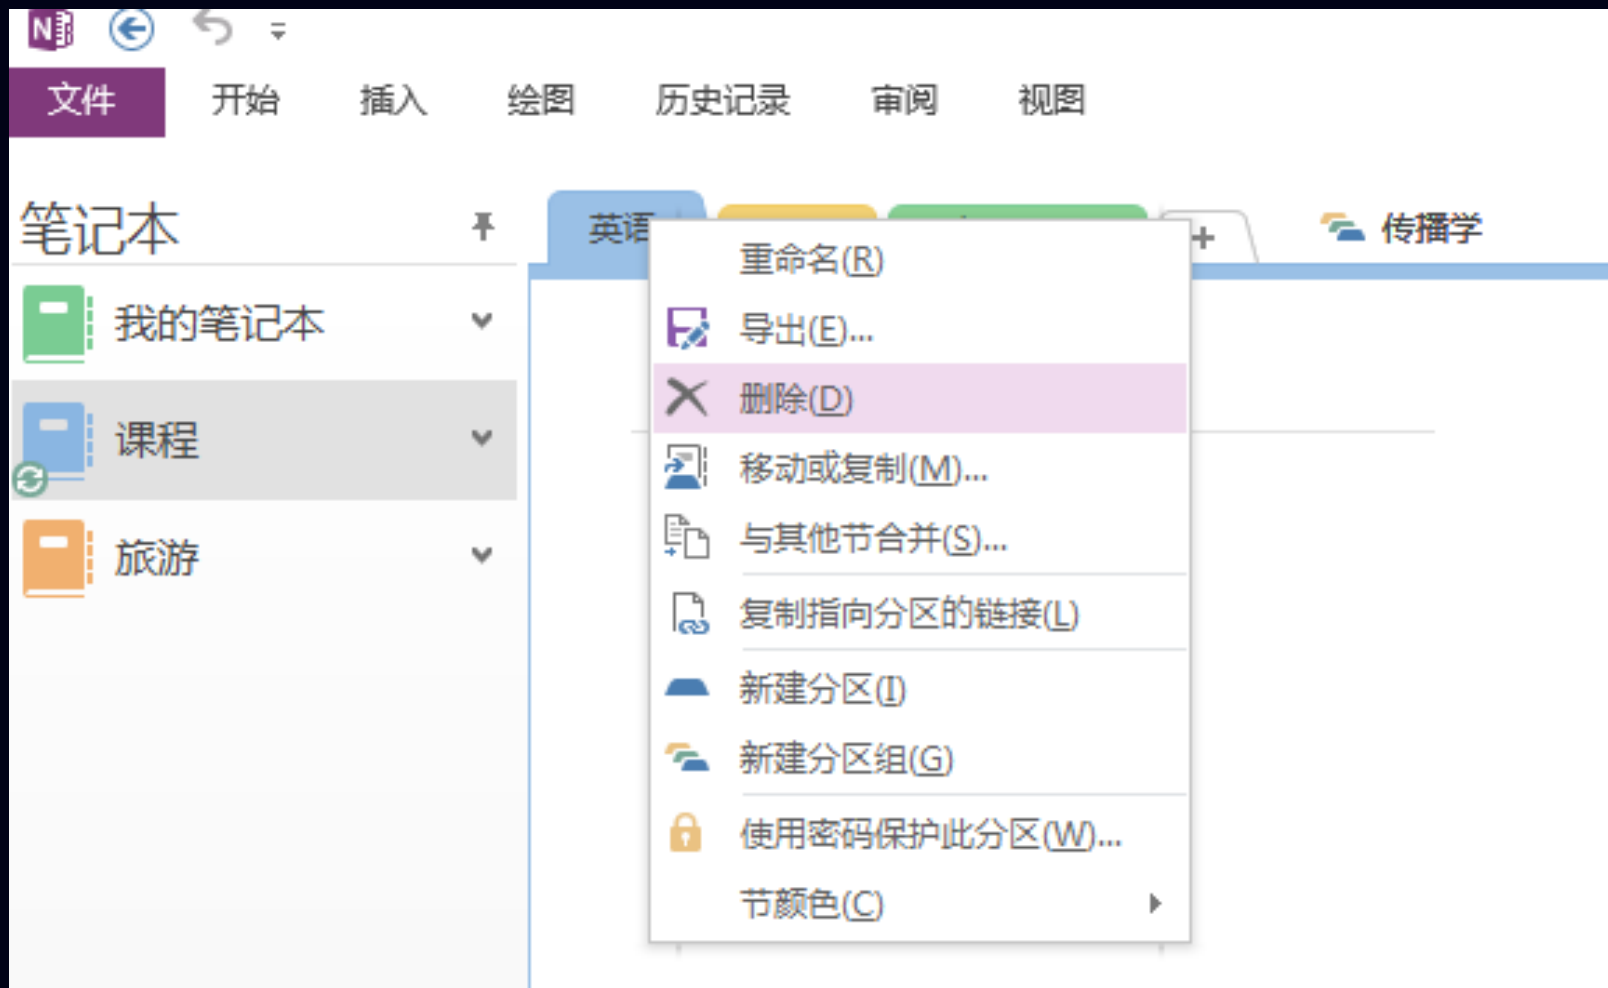 文件 开始 插入 绘图 历史记录 审阅 视图
笔记本
英语 + 传播学
我的笔记本
课程
旅游
重命名(R)
导出(E)...
删除(D)
移动或复制(M)...
与其他节合并(S)...
复制指向分区的链接(L)
新建分区(I)
新建分区组(G)
使用密码保护此分区(W)...
节颜色(C)